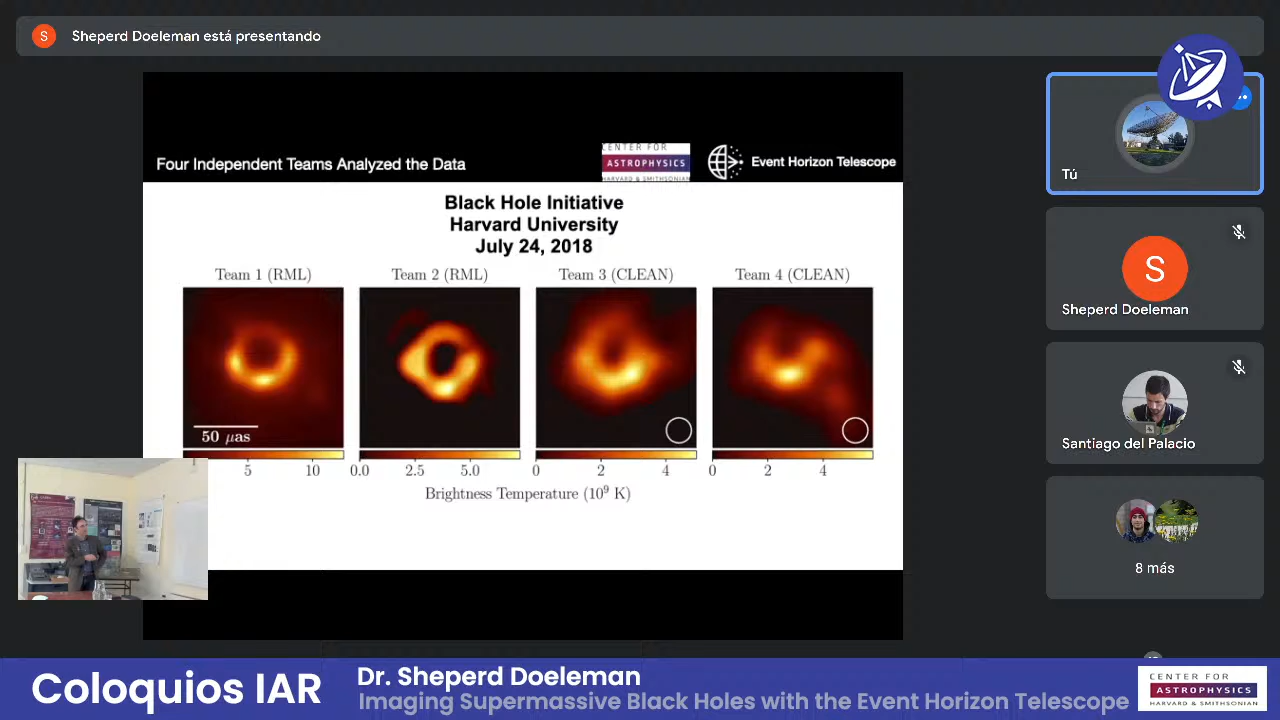 S
Sheperd Doeleman está presentando
Four Independent Teams Analyzed the Data
CENTER FOR
ASTROPHYSICS
HARVARD & SMITHSONIAN
Event Horizon Telescope
Black Hole Initiative
Harvard University
July 24, 2018
Team 1 (RML)
Team 2 (RML)
Team 3 (CLEAN)
Team 4 (CLEAN)
50 μas
5 10
0.0 2.5 5.0
0 2 4
0 2 4
Brightness Temperature (10⁹ K)
Tú
S
Sheperd Doeleman
Santiago del Palacio
8 más
Coloquios IAR
Dr. Sheperd Doeleman
Imaging Supermassive Black Holes with the Event Horizon Telescope
CENTER FOR
ASTROPHYSICS
HARVARD & SMITHSONIAN